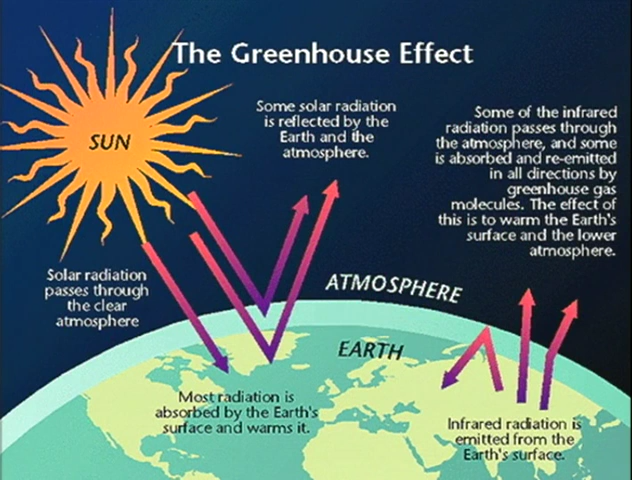 The Greenhouse Effect
SUN
Some solar radiation
is reflected by the
Earth and the
atmosphere.
Some of the infrared
radiation passes through
the atmosphere, and some
is absorbed and re-emitted
in all directions by
greenhouse gas
molecules. The effect of
this is to warm the Earth's
surface and the lower
atmosphere.
Solar radiation
passes through
the clear
atmosphere
ATMOSPHERE
EARTH
Most radiation is
absorbed by the Earth's
surface and warms it.
Infrared radiation is
emitted from the
Earth's surface.